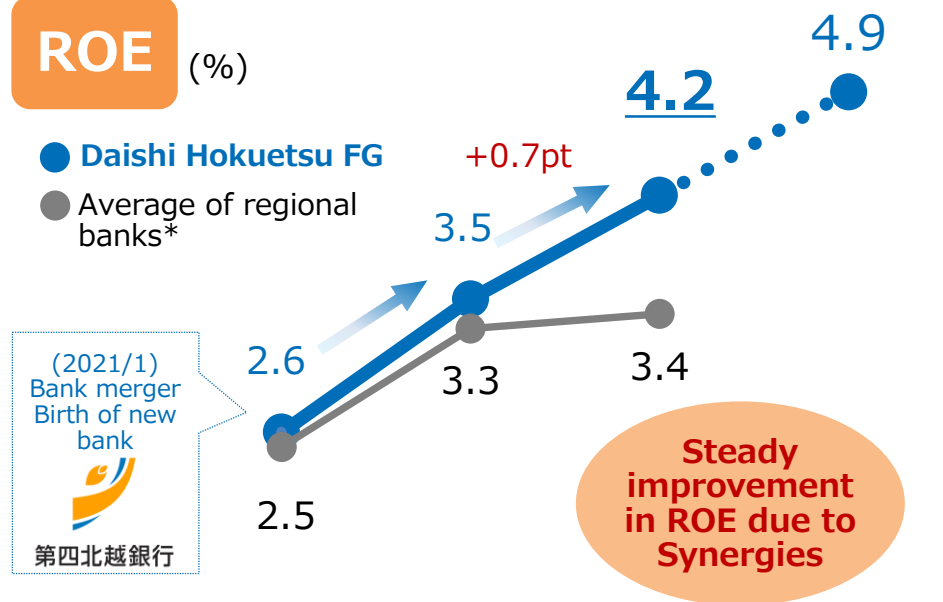 ROE
(%)
4.9
4.2
Daishi Hokuetsu FG
+0.7pt
Average of regional
banks*
3.5
2.6
3.3
3.4
(2021/1)
Bank merger
Birth of new
bank
第四北越銀行
2.5
Steady
improvement
in ROE due to
Synergies